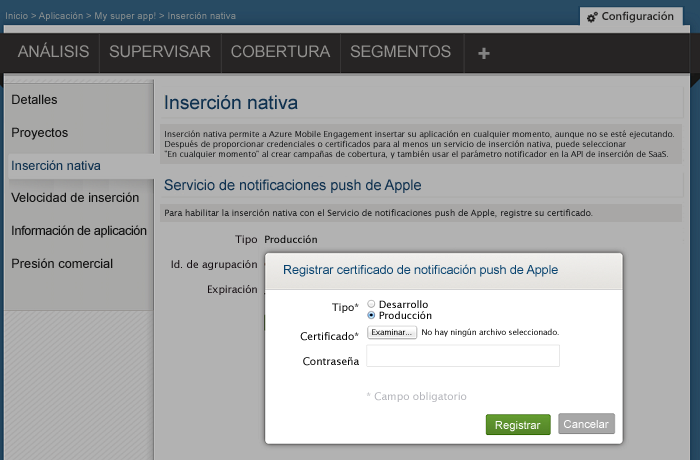 Inicio > Aplicación > My super app! > Inserción nativa
Configuración
ANÁLISIS SUPERVISAR COBERTURA SEGMENTOS +
Detalles
Proyectos
Inserción nativa
Velocidad de inserción
Información de aplicación
Presión comercial
Inserción nativa
Inserción nativa permite a Azure Mobile Engagement insertar su aplicación en cualquier momento, aunque no se esté ejecutando.
Después de proporcionar credenciales o certificados para al menos un servicio de inserción nativa, puede seleccionar
"En cualquier momento" al crear campañas de cobertura, y también usar el parámetro notificador en la API de inserción de SaaS.
Servicio de notificaciones push de Apple
Para habilitar la inserción nativa con el Servicio de notificaciones push de Apple, registre su certificado.
Tipo Producción
Id. de agrupación
Expiración
Registrar certificado de notificación push de Apple
Tipo* Desarrollo
Producción
Certificado* Examinar... No hay ningún archivo seleccionado.
Contraseña
* Campo obligatorio
Registrar Cancelar